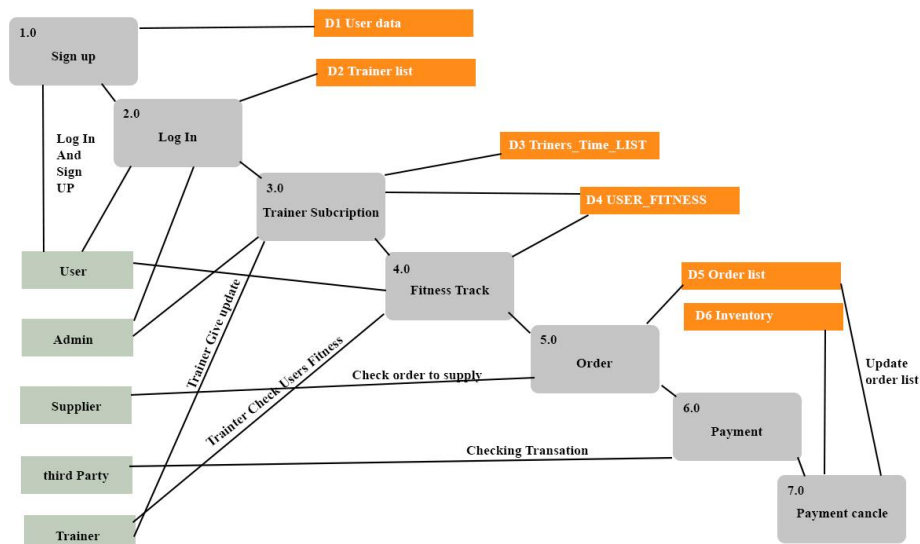 1.0
Sign up
D1 User data
D2 Trainer list
2.0
Log In
Log In
And
Sign
UP
D3 Triners_Time_LIST
3.0
Trainer Subcription
D4 USER_FITNESS
User
4.0
Fitness Track
D5 Order list
D6 Inventory
Admin
Trainer Give update
5.0
Order
Trainter Check Users Fitness
Check order to supply
Update
order list
Supplier
6.0
Payment
Checking Transation
third Party
7.0
Payment cancle
Trainer